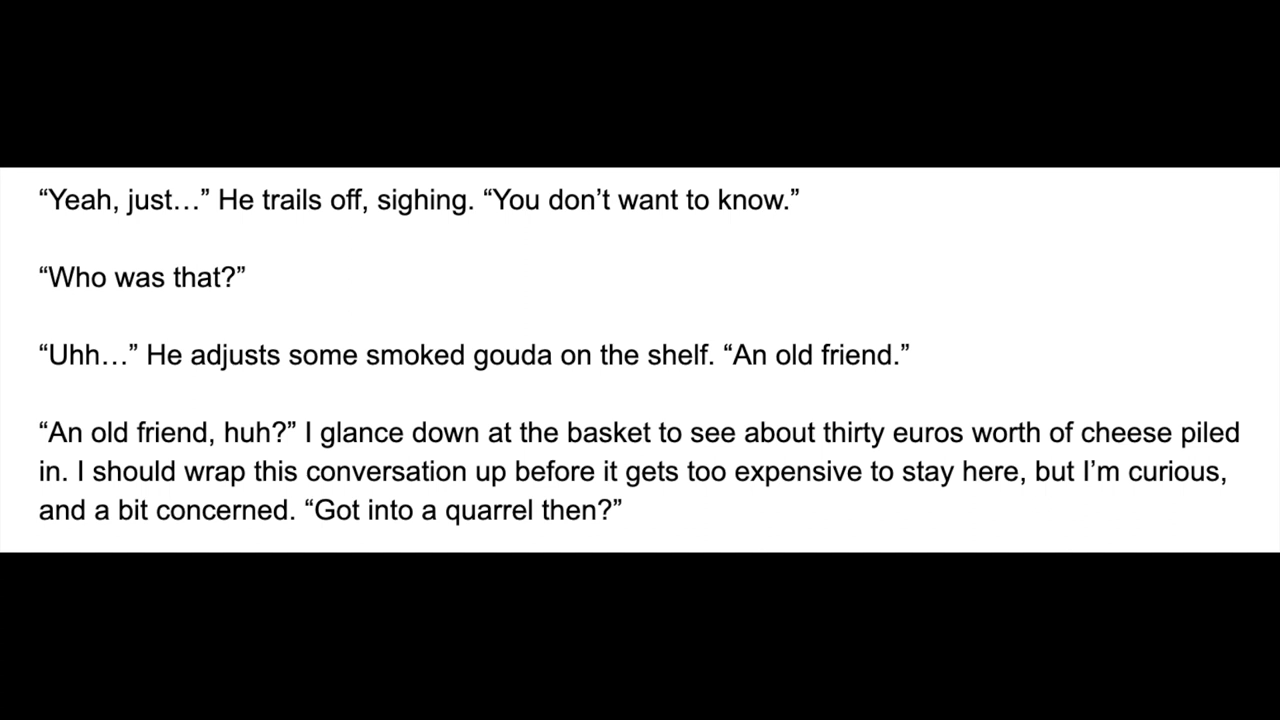 “Yeah, just…” He trails off, sighing. “You don’t want to know.”
“Who was that?”
“Uhh…” He adjusts some smoked gouda on the shelf. “An old friend.”
“An old friend, huh?” I glance down at the basket to see about thirty euros worth of cheese piled
in. I should wrap this conversation up before it gets too expensive to stay here, but I’m curious,
and a bit concerned. “Got into a quarrel then?”